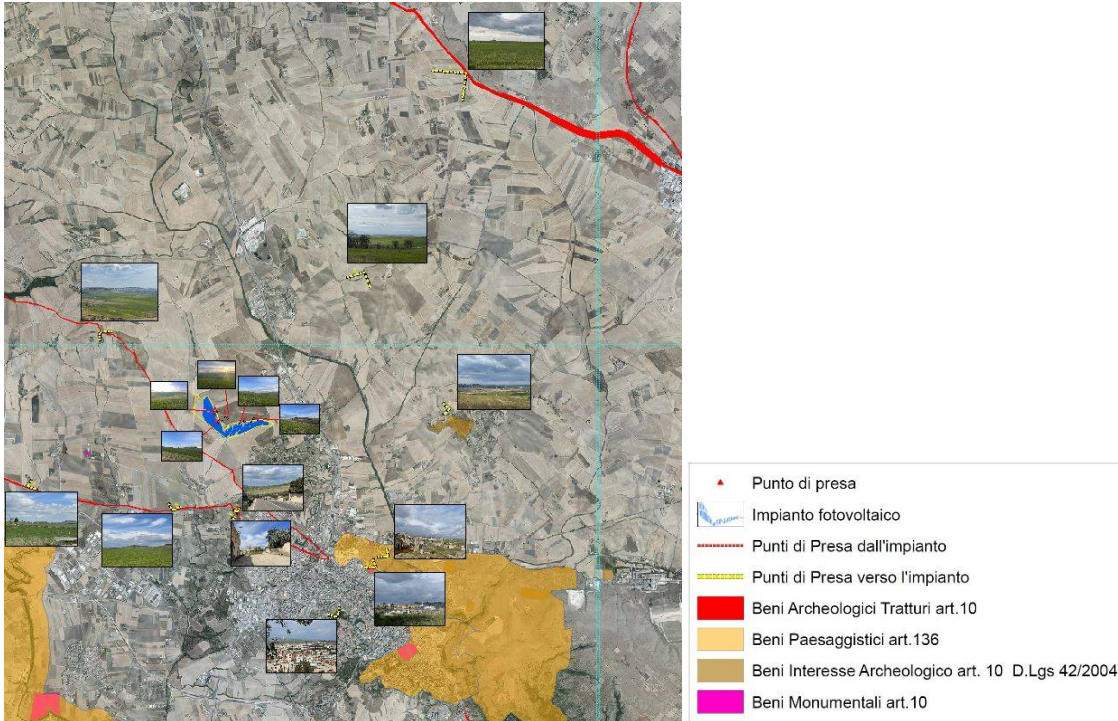 Punto di presa
Impianto fotovoltaico
Punti di Presa dall'impianto
Punti di Presa verso l'impianto
Beni Archeologici Tratturi art.10
Beni Paesaggistici art.136
Beni Interesse Archeologico art. 10 D.Lgs 42/2004
Beni Monumentali art.10